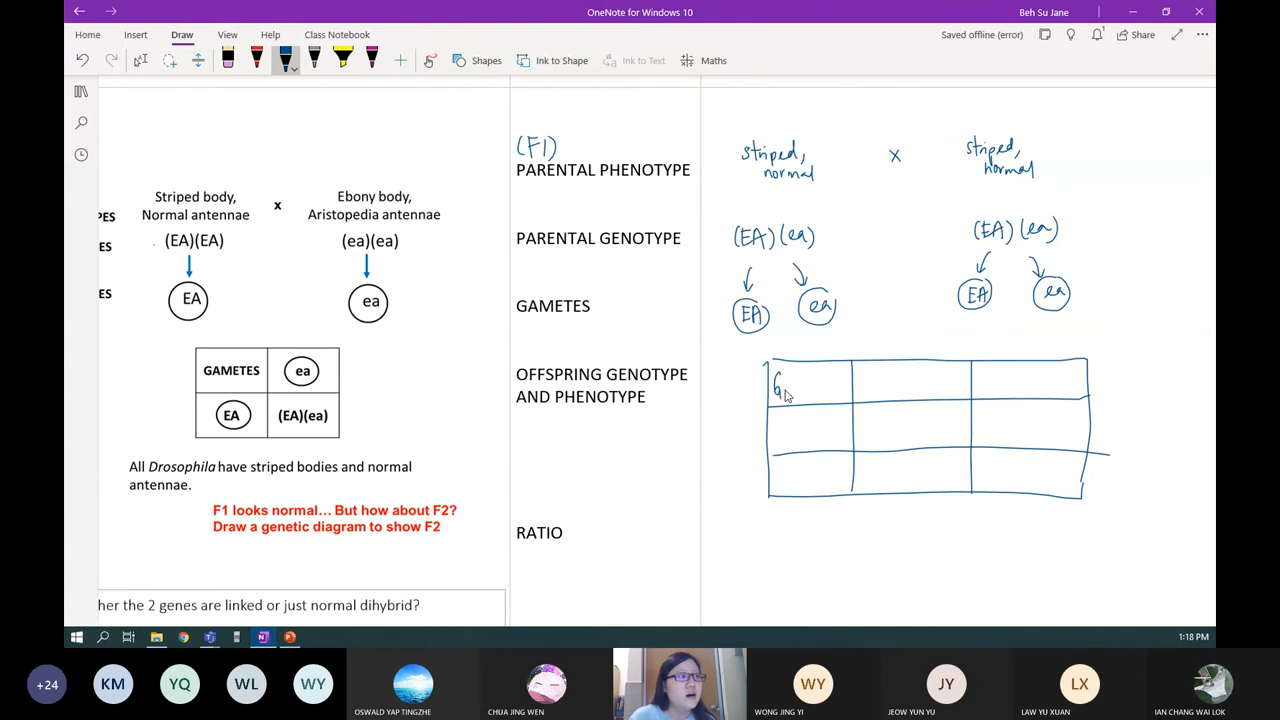 OneNote for Windows 10
Beh Su Jane
Home
Insert
Draw
View
Help
Class Notebook
Saved offline (error)
Share
Shapes
Ink to Shape
Ink to Text
Maths
(F1)
PARENTAL PHENOTYPE
striped,
normal
x
striped,
normal
Striped body,
Normal antennae
x
Ebony body,
Aristopedia antennae
PES
(EA)(EA)
(ea)(ea)
ES
PARENTAL GENOTYPE
(EA)(ea)
(EA)(ea)
EA
ea
ES
GAMETES
EA
ea
EA
ea
GAMETES
ea
EA
(EA)(ea)
OFFSPRING GENOTYPE
AND PHENOTYPE
G
All Drosophila have striped bodies and normal
antennae.
F1 looks normal... But how about F2?
Draw a genetic diagram to show F2
RATIO
her the 2 genes are linked or just normal dihybrid?
1:18 PM
+24
KM
YQ
WL
WY
OSWALD YAP TINGZHE
CHUA JING WEN
WY
WONG JING YI
JY
JEOW YUN YU
LX
LAW YU XUAN
IAN CHANG WAI LOK